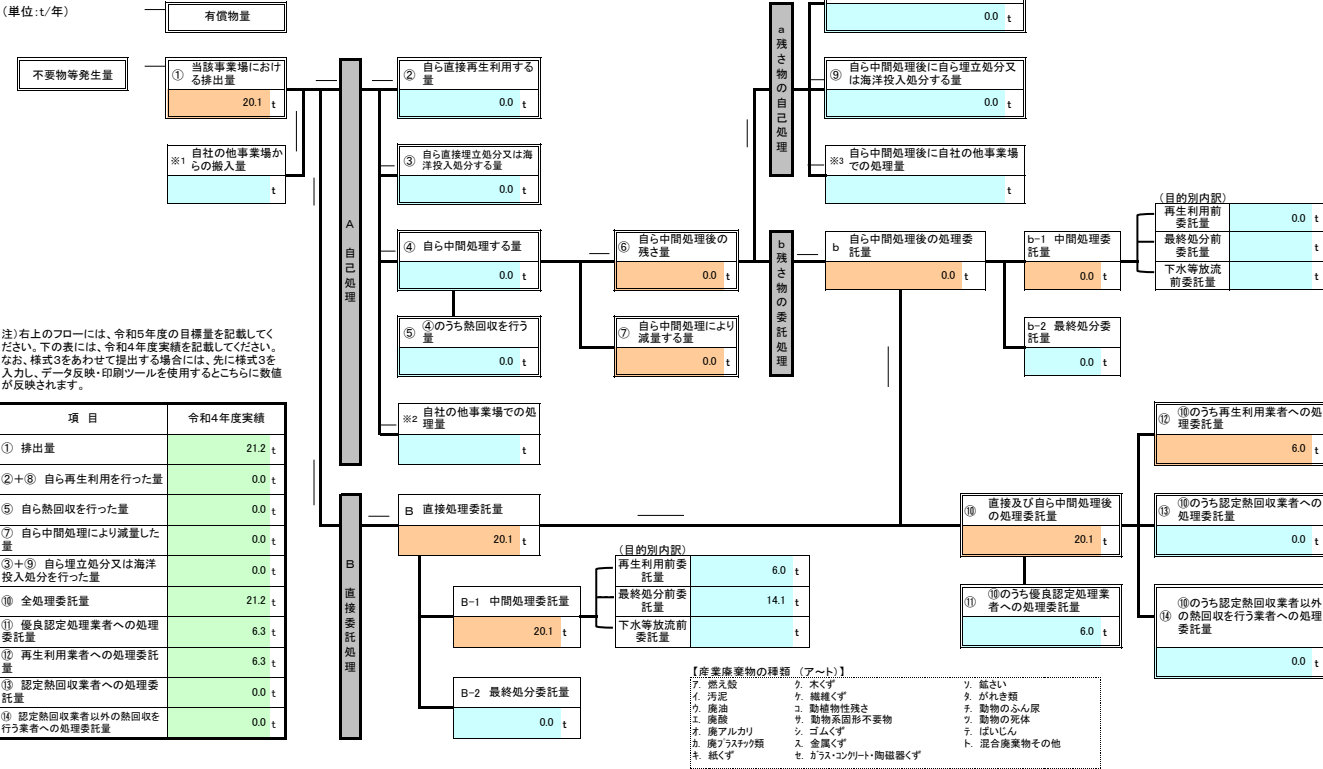 (単位:t/年)
有償物量
不要物等発生量
① 当該事業場におけ
る排出量
20.1 t
※1 自社の他事業場か
らの搬入量
t
A 自己処理
② 自ら直接再生利用する
量
0.0 t
③ 自ら直接埋立処分又は海
洋投入処分する量
0.0 t
④ 自ら中間処理する量
0.0 t
⑤ ④のうち熱回収を行う
量
0.0 t
※2 自社の他事業場での処
理量
t
⑥ 自ら中間処理後の
残さ量
0.0 t
⑦ 自ら中間処理により
減量する量
0.0 t
a 残さ物の自己処理
0.0 t
⑨ 自ら中間処理後に自ら埋立処分又
は海洋投入処分する量
0.0 t
※3 自ら中間処理後に自社の他事業場
での処理量
t
b 残さ物の委託処理
b 自ら中間処理後の処理委
託量
0.0 t
b-1 中間処理委
託量
0.0 t
b-2 最終処分委
託量
0.0 t
(目的別内訳)
再生利用前
委託量
0.0 t
最終処分前
委託量
t
下水等放流
前委託量
t
注)右上のフローには、令和5年度の目標量を記載してく
ださい。下の表には、令和4年度実績を記載してください。
なお、様式3をあわせて提出する場合には、先に様式3を
入力し、データ反映・印刷ツールを使用するとこちらに数値
が反映されます。
項 目 令和4年度実績
① 排出量 21.2 t
②+⑧ 自ら再生利用を行った量 0.0 t
⑤ 自ら熱回収を行った量 0.0 t
⑦ 自ら中間処理により減量した
量 0.0 t
③+⑨ 自ら埋立処分又は海洋
投入処分を行った量 0.0 t
⑩ 全処理委託量 21.2 t
⑪ 優良認定処理業者への処理
委託量 6.3 t
⑫ 再生利用業者への処理委託
量 6.3 t
⑬ 認定熱回収業者への処理委
託量 0.0 t
⑭ 認定熱回収業者以外の熱回収を
行う業者への処理委託量 0.0 t
B 直接委託処理
B 直接処理委託量
20.1 t
B-1 中間処理委託量
20.1 t
B-2 最終処分委託量
0.0 t
(目的別内訳)
再生利用前委
託量
6.0 t
最終処分前委
託量
14.1 t
下水等放流前
委託量
t
⑩ 直接及び自ら中間処理後
の処理委託量
20.1 t
⑪ ⑩のうち優良認定処理業
者への処理委託量
6.0 t
⑫ ⑩のうち再生利用業者への処
理委託量
6.0 t
⑬ ⑩のうち認定熱回収業者への
処理委託量
0.0 t
⑭ ⑩のうち認定熱回収業者以外
の熱回収を行う業者への処理
委託量
0.0 t
【産業廃棄物の種類 (ア~ト)】
ア. 燃え殻 ク. 木くず ソ. 鉱さい
イ. 汚泥 ケ. 繊維くず タ. がれき類
ウ. 廃油 コ. 動植物性残さ チ. 動物のふん尿
エ. 廃酸 サ. 動物系固形不要物 ツ. 動物の死体
オ. 廃アルカリ シ. ゴムくず テ. ばいじん
カ. 廃プラスチック類 ス. 金属くず ト. 混合廃棄物その他
キ. 紙くず セ. ガラス・コンクリート・陶磁器くず